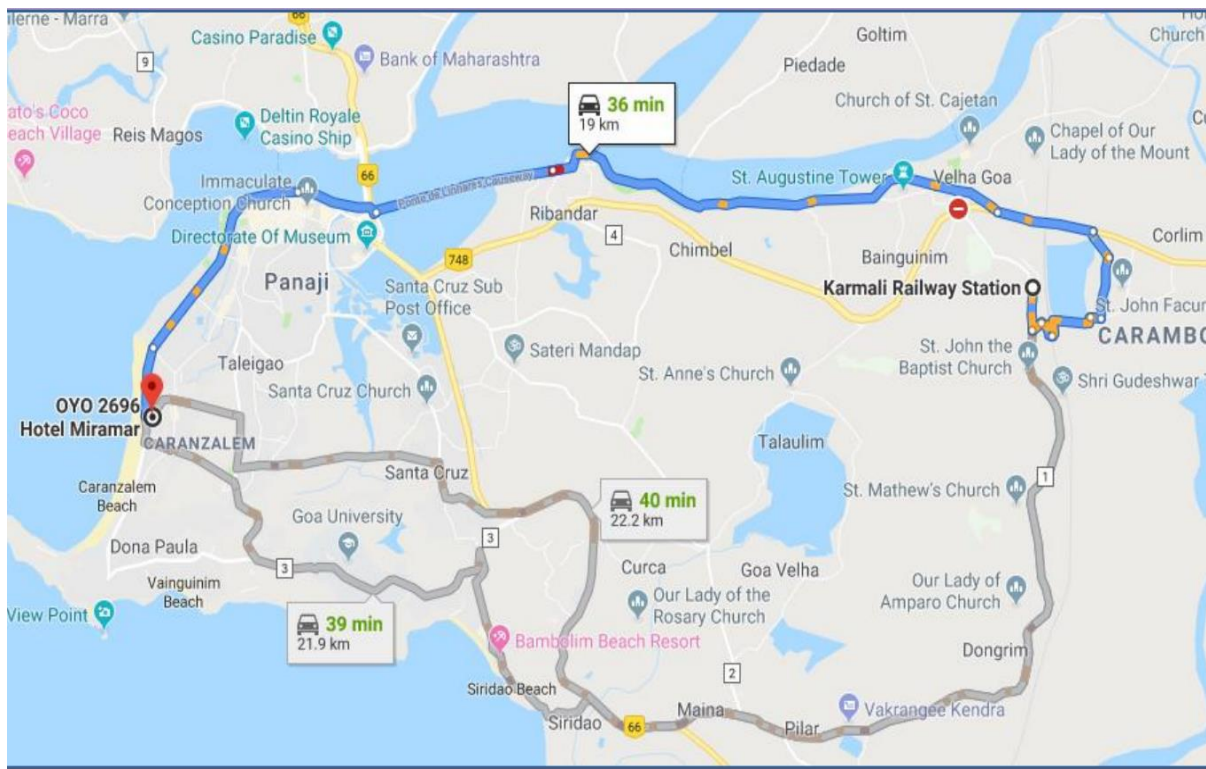 66
Casino Paradise
Bank of Maharashtra
Goltim
Church
9
Piedade
Church of St. Cajetan
Deltin Royale
Casino Ship
36 min
19 km
Reis Magos
each Village
Chapel of Our
Lady of the Mount
Immaculate
Conception Church
66
Ponte de Linhares Causeway
St. Augustine Tower
Velha Goa
Ribandar
Directorate Of Museum
4
Chimbel
Corlim
748
Bainguinim
Panaji
Santa Cruz Sub
Post Office
Karmali Railway Station
St. John Facun
CARAMBO
Sateri Mandap
St. John the
Baptist Church
Taleigao
St. Anne's Church
Santa Cruz Church
Shri Gudeshwar
OYO 2696
Hotel Miramar
CARANZALEM
Talaulim
Santa Cruz
1
Caranzalem
Beach
St. Mathew's Church
40 min
22.2 km
Goa University
3
Dona Paula
3
Curca
Goa Velha
Vainguinim
Beach
Our Lady of
Amparo Church
Our Lady of the
Rosary Church
View Point
39 min
21.9 km
Bambolim Beach Resort
Dongrim
2
Siridao Beach
Maina
Vakrangee Kendra
Siridao
66
Pilar